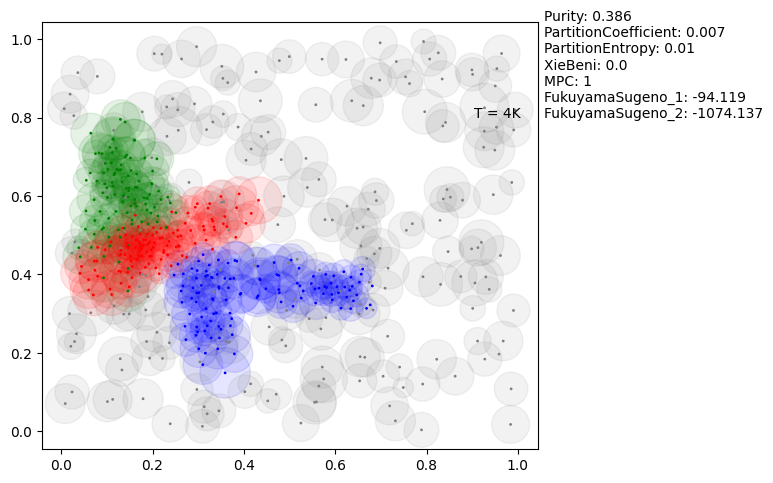 Purity: 0.386
PartitionCoefficient: 0.007
PartitionEntropy: 0.01
XieBeni: 0.0
MPC: 1
FukuyamaSugeno_1: -94.119
FukuyamaSugeno_2: -1074.137
T* = 4K
1.0
0.8
0.6
0.4
0.2
0.0
0.0 0.2 0.4 0.6 0.8 1.0